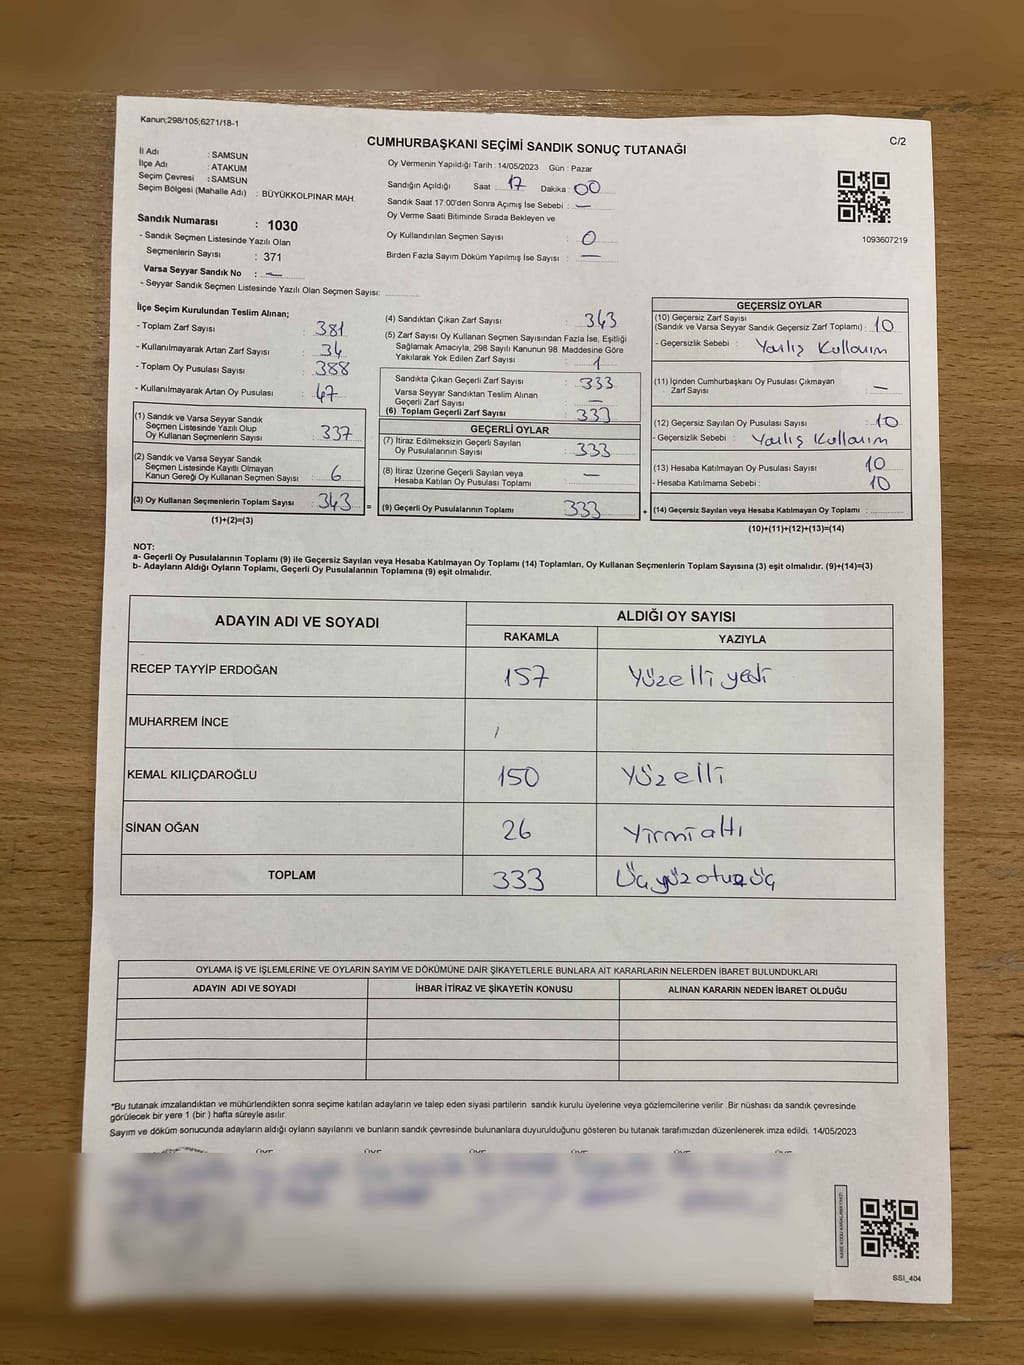 Kanun;298/105;6271/18-1
C/2
CUMHURBAŞKANI SEÇİMİ SANDIK SONUÇ TUTANAĞI
İl Adı : SAMSUN
İlçe Adı : ATAKUM
Seçim Çevresi : SAMSUN
Seçim Bölgesi (Mahalle Adı) : BÜYÜKKOLPINAR MAH.
Sandık Numarası : 1030
- Sandık Seçmen Listesinde Yazılı Olan
Seçmenlerin Sayısı : 371
Varsa Seyyar Sandık No : —
- Seyyar Sandık Seçmen Listesinde Yazılı Olan Seçmen Sayısı:
Oy Vermenin Yapıldığı Tarih : 14/05/2023 Gün : Pazar
Sandığın Açıldığı Saat : 17 Dakika : 00
Sandık Saat 17:00'den Sonra Açımış İse Sebebi : —
Oy Verme Saati Bitiminde Sırada Bekleyen ve
Oy Kullandırılan Seçmen Sayısı : 0
Birden Fazla Sayım Döküm Yapılmış İse Sayısı : —
1093607219
İlçe Seçim Kurulundan Teslim Alınan;
- Toplam Zarf Sayısı : 381
- Kullanılmayarak Artan Zarf Sayısı : 34
- Toplam Oy Pusulası Sayısı : 388
- Kullanılmayarak Artan Oy Pusulası : 47
(1) Sandık ve Varsa Seyyar Sandık
Seçmen Listesinde Yazılı Olup
Oy Kullanan Seçmenlerin Sayısı : 337
(2) Sandık ve Varsa Seyyar Sandık
Seçmen Listesinde Kayıtlı Olmayan
Kanun Gereği Oy Kullanan Seçmen Sayısı : 6
(3) Oy Kullanan Seçmenlerin Toplam Sayısı : 343 =
(1)+(2)=(3)
(4) Sandıktan Çıkan Zarf Sayısı : 343
(5) Zarf Sayısı Oy Kullanan Seçmen Sayısından Fazla İse, Eşitliği
Sağlamak Amacıyla, 298 Sayılı Kanunun 98. Maddesine Göre
Yakılarak Yok Edilen Zarf Sayısı : 1
Sandıkta Çıkan Geçerli Zarf Sayısı : 333
Varsa Seyyar Sandıktan Teslim Alınan
Geçerli Zarf Sayısı : —
(6) Toplam Geçerli Zarf Sayısı : 333
GEÇERLİ OYLAR
(7) İtiraz Edilmeksizin Geçerli Sayılan
Oy Pusulalarının Sayısı : 333
(8) İtiraz Üzerine Geçerli Sayılan veya
Hesaba Katılan Oy Pusulası Toplamı : —
(9) Geçerli Oy Pusulalarının Toplamı : 333 +
GEÇERSİZ OYLAR
(10) Geçersiz Zarf Sayısı
(Sandık ve Varsa Seyyar Sandık Geçersiz Zarf Toplamı) : 10
- Geçersizlik Sebebi : Yanlış Kullanım
(11) İçinden Cumhurbaşkanı Oy Pusulası Çıkmayan
Zarf Sayısı : —
(12) Geçersiz Sayılan Oy Pusulası Sayısı : 10
- Geçersizlik Sebebi : Yanlış Kullanım
(13) Hesaba Katılmayan Oy Pusulası Sayısı : 10
- Hesaba Katılmama Sebebi : 10
(14) Geçersiz Sayılan veya Hesaba Katılmayan Oy Toplamı :
(10)+(11)+(12)+(13)=(14)
NOT:
a- Geçerli Oy Pusulalarının Toplamı (9) ile Geçersiz Sayılan veya Hesaba Katılmayan Oy Toplamı (14) Toplamları, Oy Kullanan Seçmenlerin Toplam Sayısına (3) eşit olmalıdır. (9)+(14)=(3)
b- Adayların Aldığı Oyların Toplamı, Geçerli Oy Pusulalarının Toplamına (9) eşit olmalıdır.
ADAYIN ADI VE SOYADI ALDIĞI OY SAYISI
RAKAMLA YAZIYLA
RECEP TAYYİP ERDOĞAN 157 Yüzelli yedi
MUHARREM İNCE /
KEMAL KILIÇDAROĞLU 150 Yüzelli
SİNAN OĞAN 26 Yirmi altı
TOPLAM 333 Üçyüz otuz üç
OYLAMA İŞ VE İŞLEMLERİNE VE OYLARIN SAYIM VE DÖKÜMÜNE DAİR ŞİKAYETLERLE BUNLARA AİT KARARLARIN NELERDEN İBARET BULUNDUKLARI
ADAYIN ADI VE SOYADI İHBAR İTİRAZ VE ŞİKAYETİN KONUSU ALINAN KARARIN NEDEN İBARET OLDUĞU
*Bu tutanak imzalandıktan ve mühürlendikten sonra seçime katılan adayların ve talep eden siyasi partilerin sandık kurulu üyelerine veya gözlemcilerine verilir .Bir nüshası da sandık çevresinde
görülecek bir yere 1 (bir ) hafta süreyle asılır.
Sayım ve döküm sonucunda adayların aldığı oyların sayılarını ve bunların sandık çevresinde bulunanlara duyurulduğunu gösteren bu tutanak tarafımızdan düzenlenerek imza edildi. 14/05/2023
SSI_404